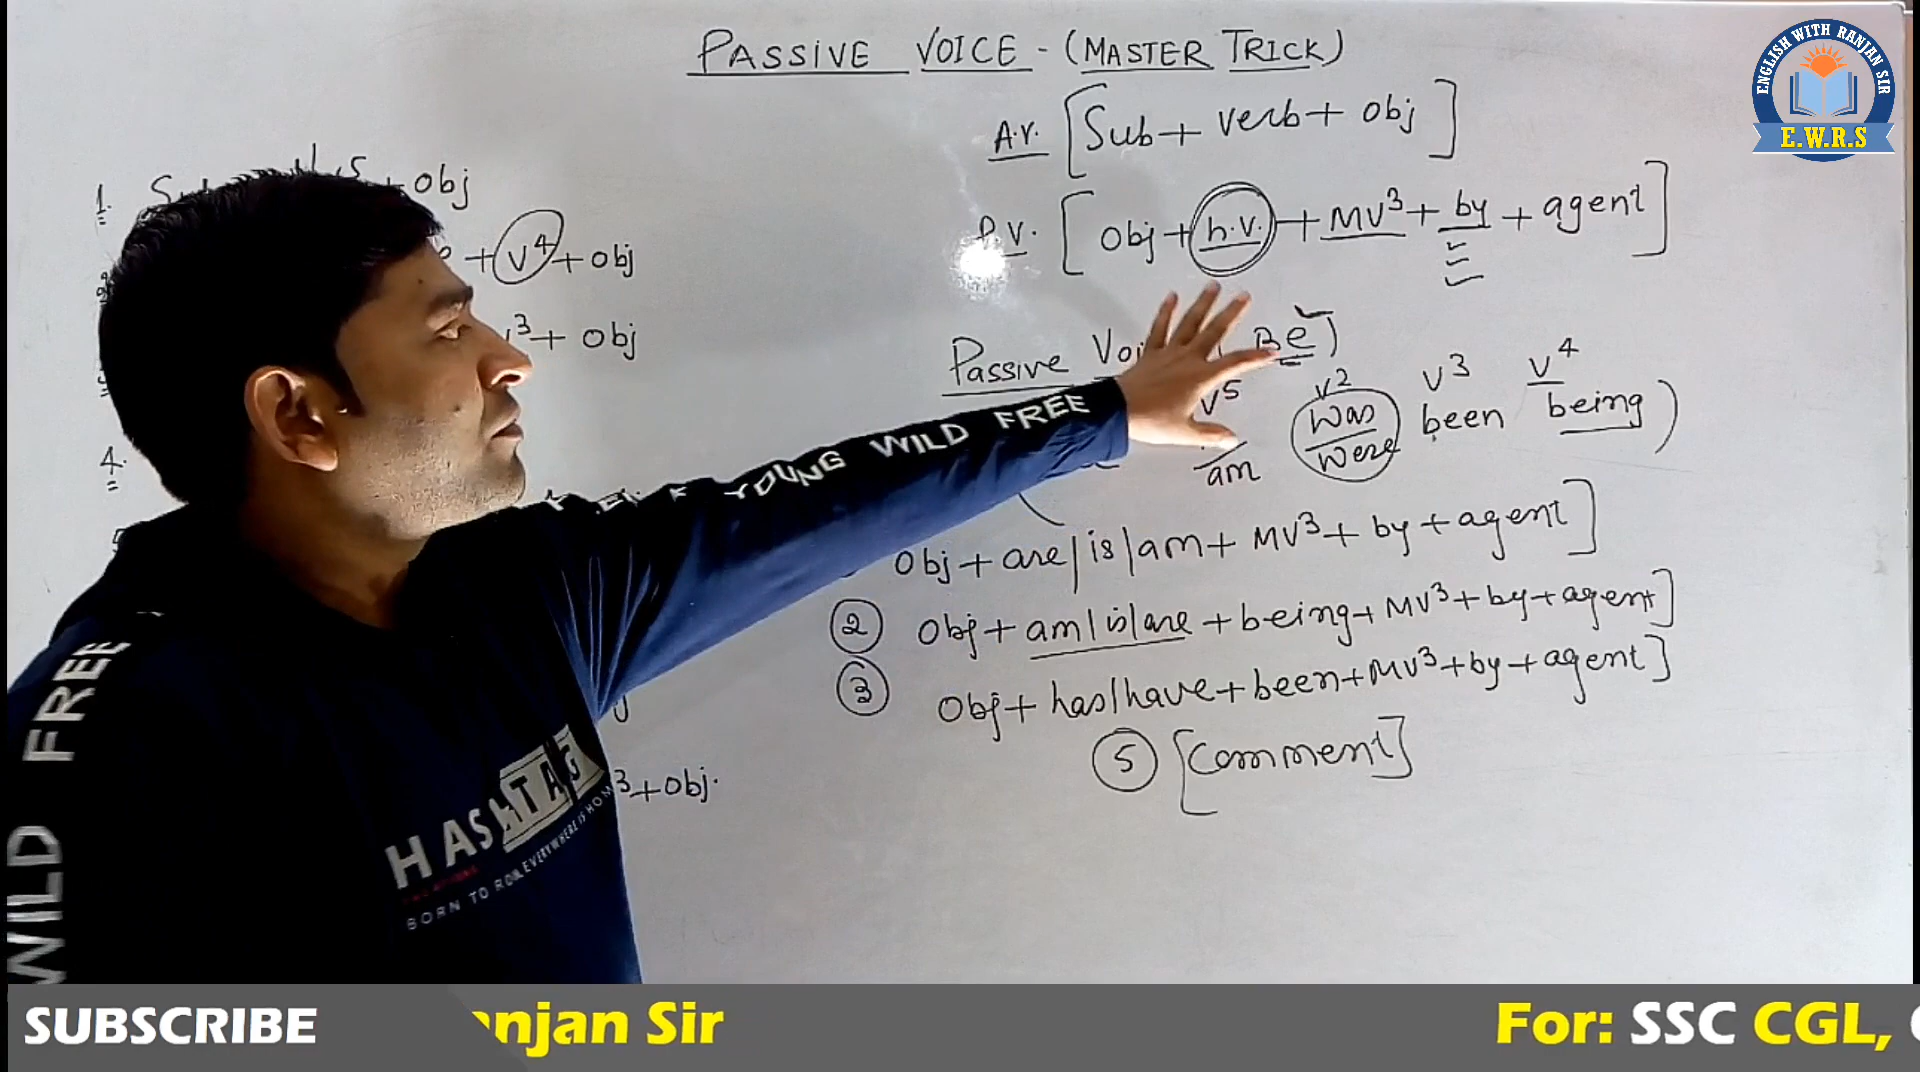 PASSIVE VOICE - (MASTER TRICK)
A.V. [Sub + verb + obj]
P.V. [Obj + h.v. + MV³ + by + agent]
1. + obj
+ v⁴ + obj
v³ + obj
4.
3 + obj.
Passive Be)
v⁵ v² v³ v⁴
am was were been being)
Obj + are/is/am + MV³ + by + agent]
② Obj + am/is/are + being + MV³ + by + agent]
③ Obj + has/have + been + MV³ + by + agent]
⑤ [Comment]
ENGLISH WITH RANJAN SIR
E.W.R.S
YOUNG WILD FREE
WILD FREE
HASHTAG
BORN TO ROAM, EVERYWHERE IS HOME
SUBSCRIBE
anjan Sir
For: SSC CGL,